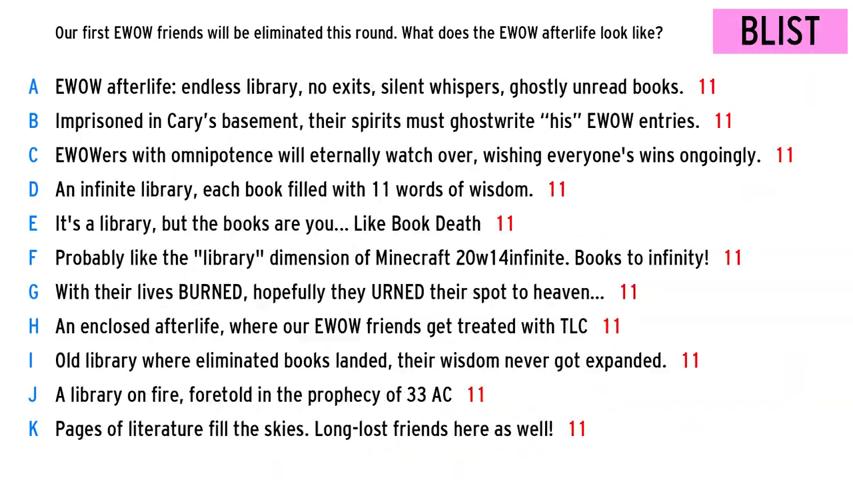 Our first EWOW friends will be eliminated this round. What does the EWOW afterlife look like?
BLIST
A EWOW afterlife: endless library, no exits, silent whispers, ghostly unread books. 11
B Imprisoned in Cary’s basement, their spirits must ghostwrite “his” EWOW entries. 11
C EWOWers with omnipotence will eternally watch over, wishing everyone's wins ongoingly. 11
D An infinite library, each book filled with 11 words of wisdom. 11
E It's a library, but the books are you... Like Book Death 11
F Probably like the "library" dimension of Minecraft 20w14infinite. Books to infinity! 11
G With their lives BURNED, hopefully they URNED their spot to heaven... 11
H An enclosed afterlife, where our EWOW friends get treated with TLC 11
I Old library where eliminated books landed, their wisdom never got expanded. 11
J A library on fire, foretold in the prophecy of 33 AC 11
K Pages of literature fill the skies. Long-lost friends here as well! 11